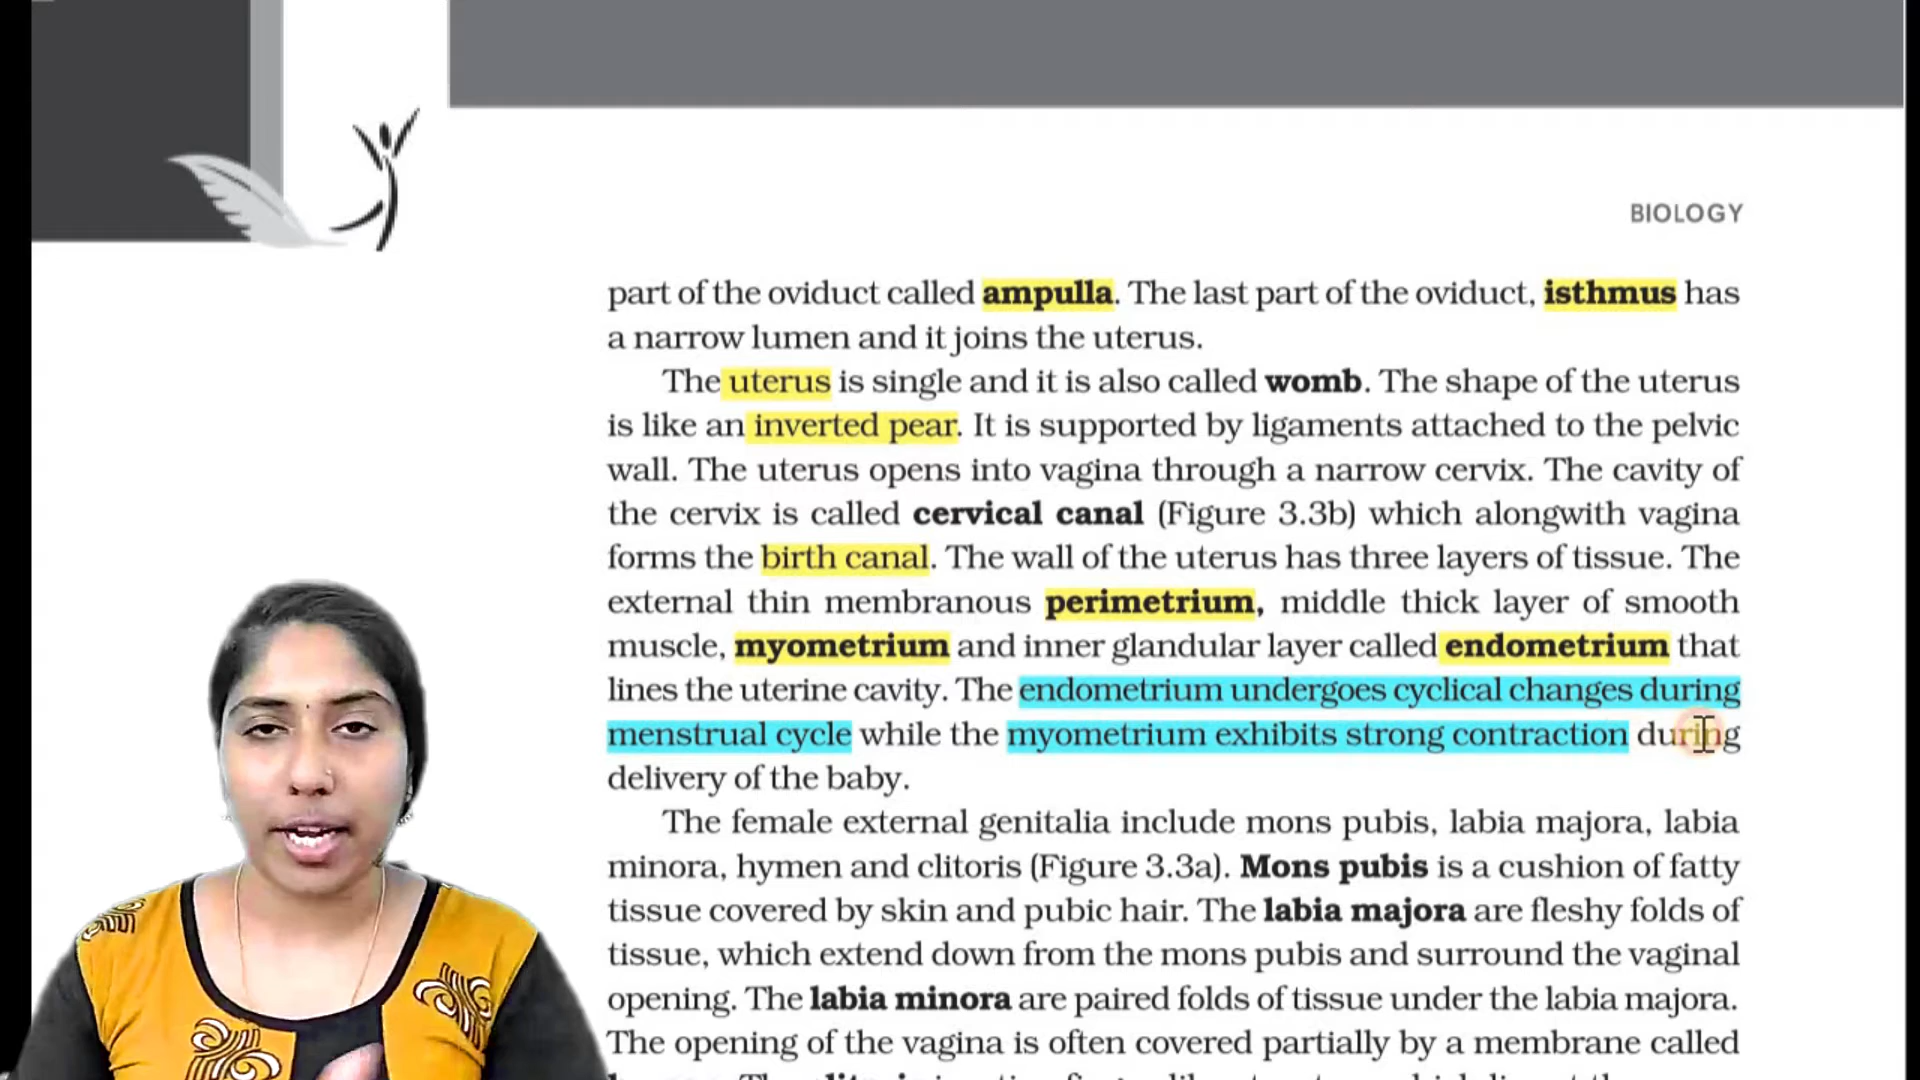 BIOLOGY
part of the oviduct called ampulla. The last part of the oviduct, isthmus has
a narrow lumen and it joins the uterus.
The uterus is single and it is also called womb. The shape of the uterus
is like an inverted pear. It is supported by ligaments attached to the pelvic
wall. The uterus opens into vagina through a narrow cervix. The cavity of
the cervix is called cervical canal (Figure 3.3b) which alongwith vagina
forms the birth canal. The wall of the uterus has three layers of tissue. The
external thin membranous perimetrium, middle thick layer of smooth
muscle, myometrium and inner glandular layer called endometrium that
lines the uterine cavity. The endometrium undergoes cyclical changes during
menstrual cycle while the myometrium exhibits strong contraction during
delivery of the baby.
The female external genitalia include mons pubis, labia majora, labia
minora, hymen and clitoris (Figure 3.3a). Mons pubis is a cushion of fatty
tissue covered by skin and pubic hair. The labia majora are fleshy folds of
tissue, which extend down from the mons pubis and surround the vaginal
opening. The labia minora are paired folds of tissue under the labia majora.
The opening of the vagina is often covered partially by a membrane called